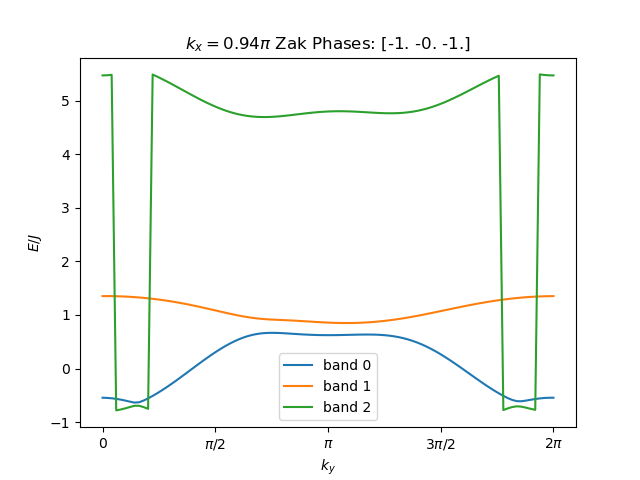 $k_x = 0.94\pi$ Zak Phases: [-1. -0. -1.]
E/J
5
4
3
2
1
0
−1
band 0
band 1
band 2
0
π/2
π
3π/2
2π
$k_y$